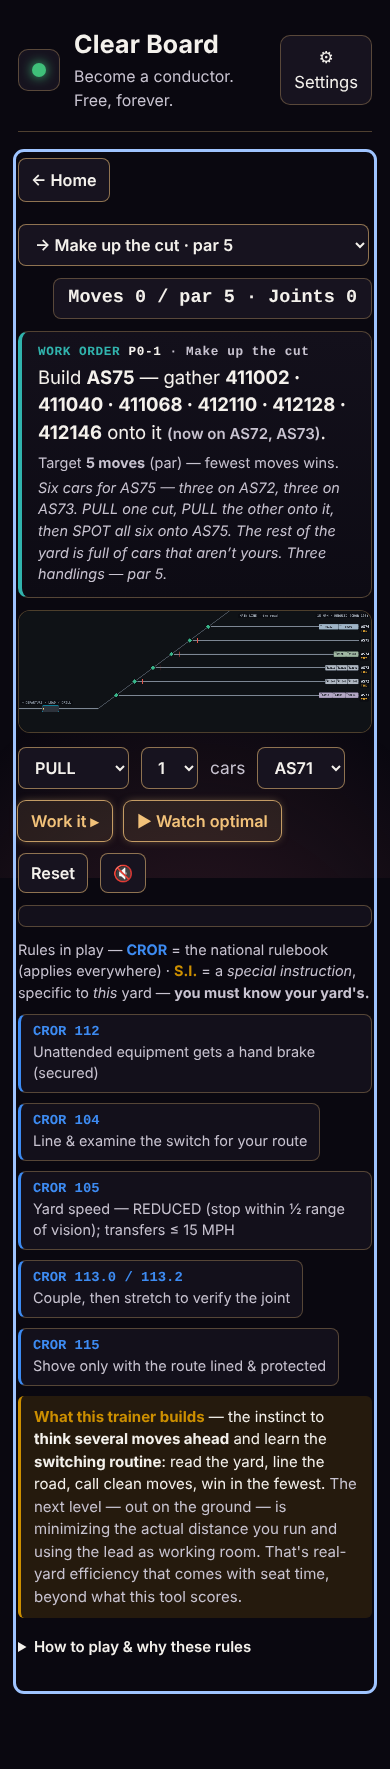 Clear Board
Become a conductor.
Free, forever.
⚙
Settings
← Home
→ Make up the cut · par 5
Moves 0 / par 5 · Joints 0
WORK ORDER P0-1 · Make up the cut
Build AS75 — gather 411002 ·
411040 · 411068 · 412110 · 412128 ·
412146 onto it (now on AS72, AS73).
Target 5 moves (par) — fewest moves wins.
Six cars for AS75 — three on AS72, three on
AS73. PULL one cut, PULL the other onto it,
then SPOT all six onto AS75. The rest of the
yard is full of cars that aren't yours. Three
handlings — par 5.
PULL
1
cars
AS71
Work it ▸
▶ Watch optimal
Reset
Rules in play — CROR = the national rulebook
(applies everywhere) · S.I. = a special instruction,
specific to this yard — you must know your yard's.
CROR 112
Unattended equipment gets a hand brake
(secured)
CROR 104
Line & examine the switch for your route
CROR 105
Yard speed — REDUCED (stop within ½ range
of vision); transfers ≤ 15 MPH
CROR 113.0 / 113.2
Couple, then stretch to verify the joint
CROR 115
Shove only with the route lined & protected
What this trainer builds — the instinct to
think several moves ahead and learn the
switching routine: read the yard, line the
road, call clean moves, win in the fewest. The
next level — out on the ground — is
minimizing the actual distance you run and
using the lead as working room. That's real-
yard efficiency that comes with seat time,
beyond what this tool scores.
▶ How to play & why these rules